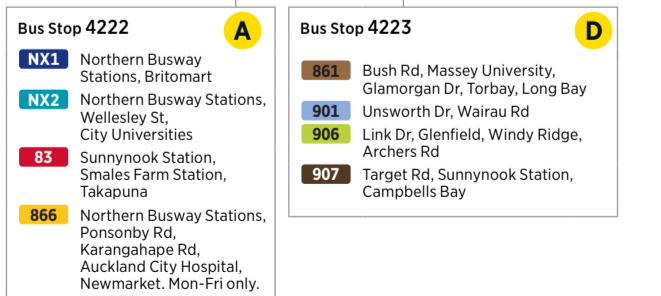 Bus Stop 4222
A
NX1
Northern Busway
Stations, Britomart
NX2
Northern Busway Stations,
Wellesley St,
City Universities
83
Sunnynook Station,
Smales Farm Station,
Takapuna
866
Northern Busway Stations,
Ponsonby Rd,
Karangahape Rd,
Auckland City Hospital,
Newmarket. Mon-Fri only.
Bus Stop 4223
D
861
Bush Rd, Massey University,
Glamorgan Dr, Torbay, Long Bay
901
Unsworth Dr, Wairau Rd
906
Link Dr, Glenfield, Windy Ridge,
Archers Rd
907
Target Rd, Sunnynook Station,
Campbells Bay